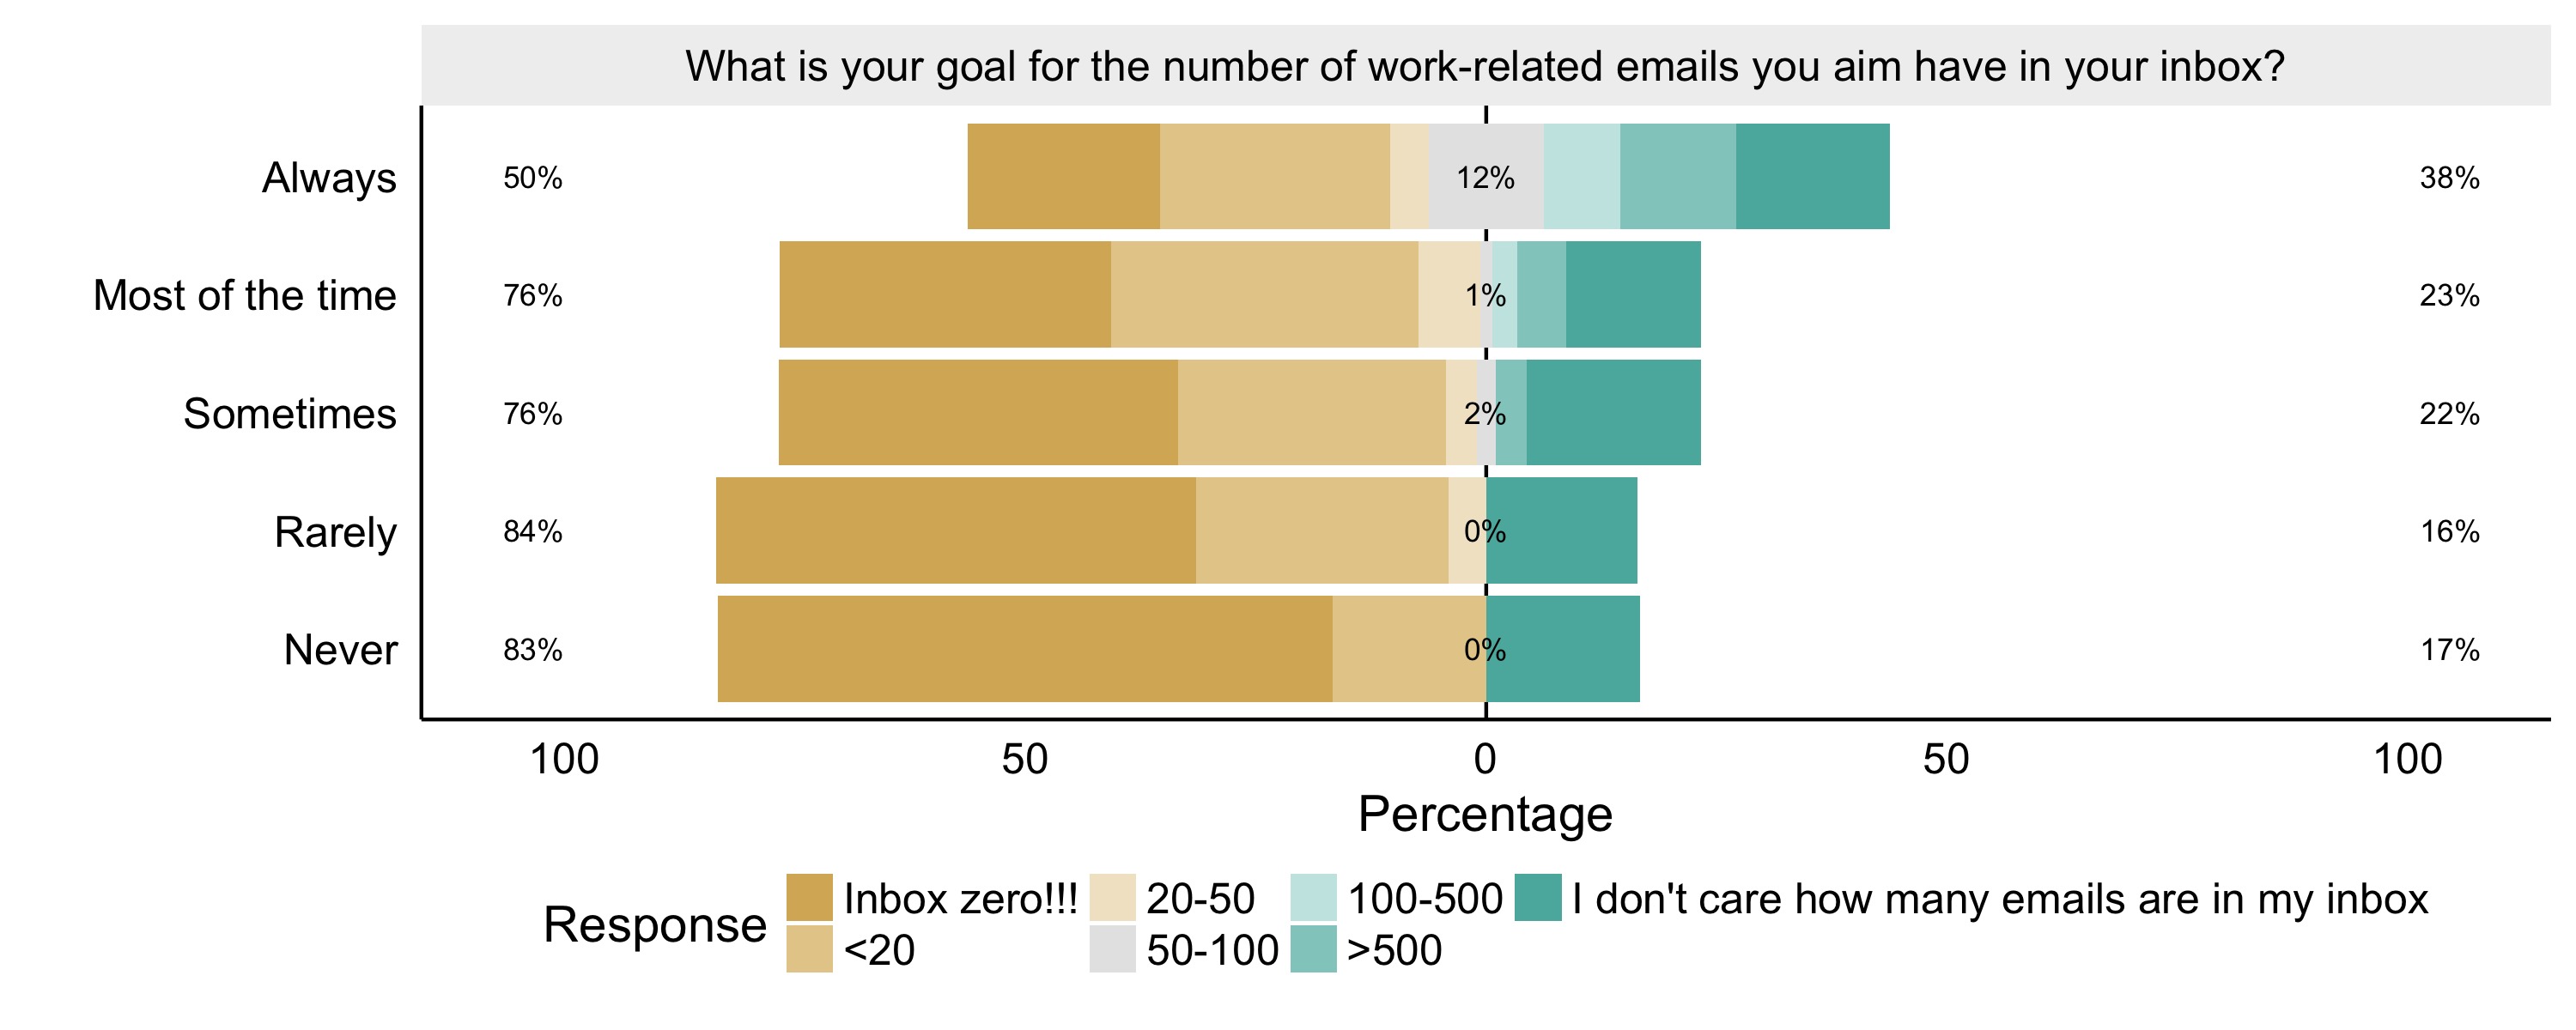 What is your goal for the number of work-related emails you aim have in your inbox?
Always 50% 12% 38%
Most of the time 76% 1% 23%
Sometimes 76% 2% 22%
Rarely 84% 0% 16%
Never 83% 0% 17%
100 50 0 50 100
Percentage
Response
Inbox zero!!! 20-50 100-500 I don't care how many emails are in my inbox
<20 50-100 >500